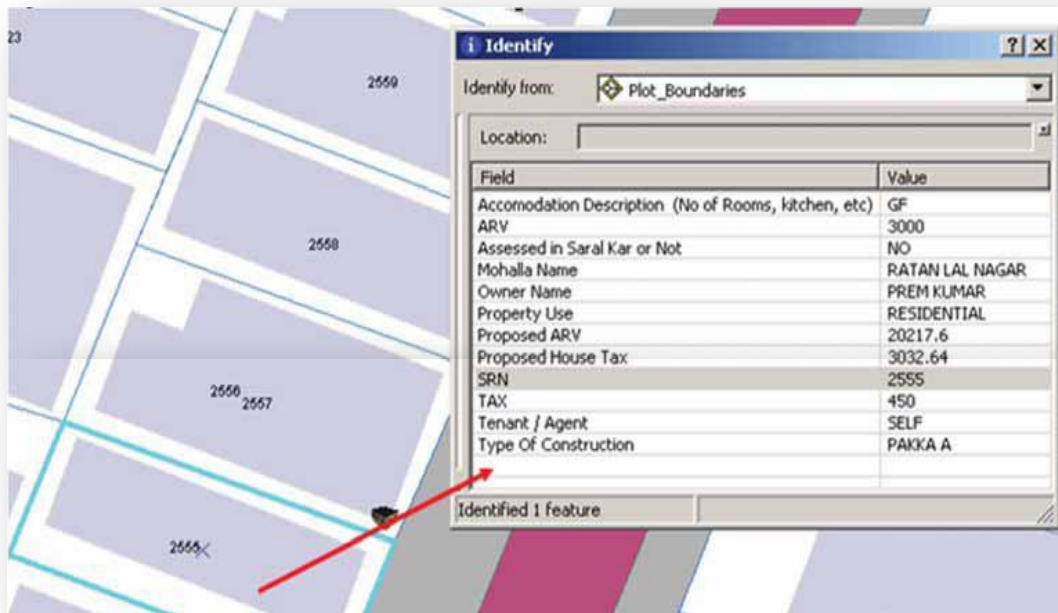 23
2559
Identify
Identify from: Plot_Boundaries
Location:
Field Value
Accomodation Description (No of Rooms, kitchen, etc) GF
ARV 3000
Assessed in Saral Kar or Not NO
Mohalla Name RATAN LAL NAGAR
Owner Name PREM KUMAR
Property Use RESIDENTIAL
Proposed ARV 20217.6
Proposed House Tax 3032.64
SRN 2555
TAX 450
Tenant / Agent SELF
Type Of Construction PAKKA A
Identified 1 feature
2558
2556
2557
2555